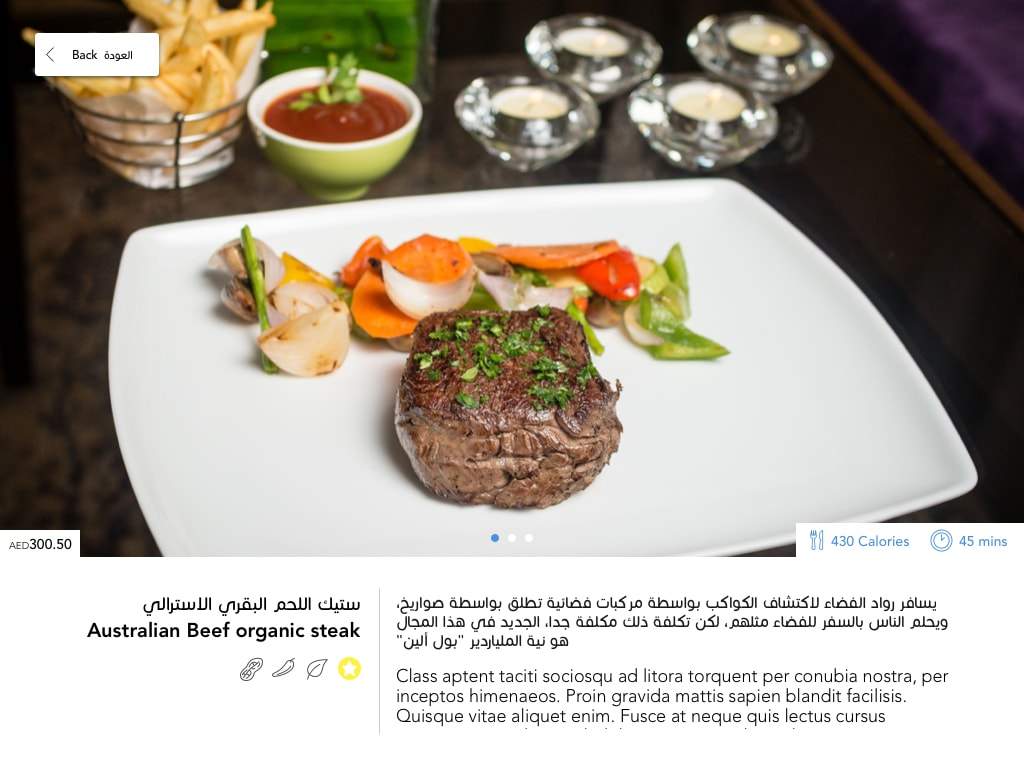 Back العودة
AED300.50
430 Calories 45 mins
ستيك اللحم البقري الاسترالي
Australian Beef organic steak
يسافر رواد الفضاء لاكتشاف الكواكب بواسطة مركبات فضائية تطلق بواسطة صواريخ،
ويحلم الناس بالسفر للفضاء مثلهم، لكن تكلفة ذلك مكلفة جدا، الجديد في هذا المجال
هو نية الملياردير "بول ألين"
Class aptent taciti sociosqu ad litora torquent per conubia nostra, per
inceptos himenaeos. Proin gravida mattis sapien blandit facilisis.
Quisque vitae aliquet enim. Fusce at neque quis lectus cursus